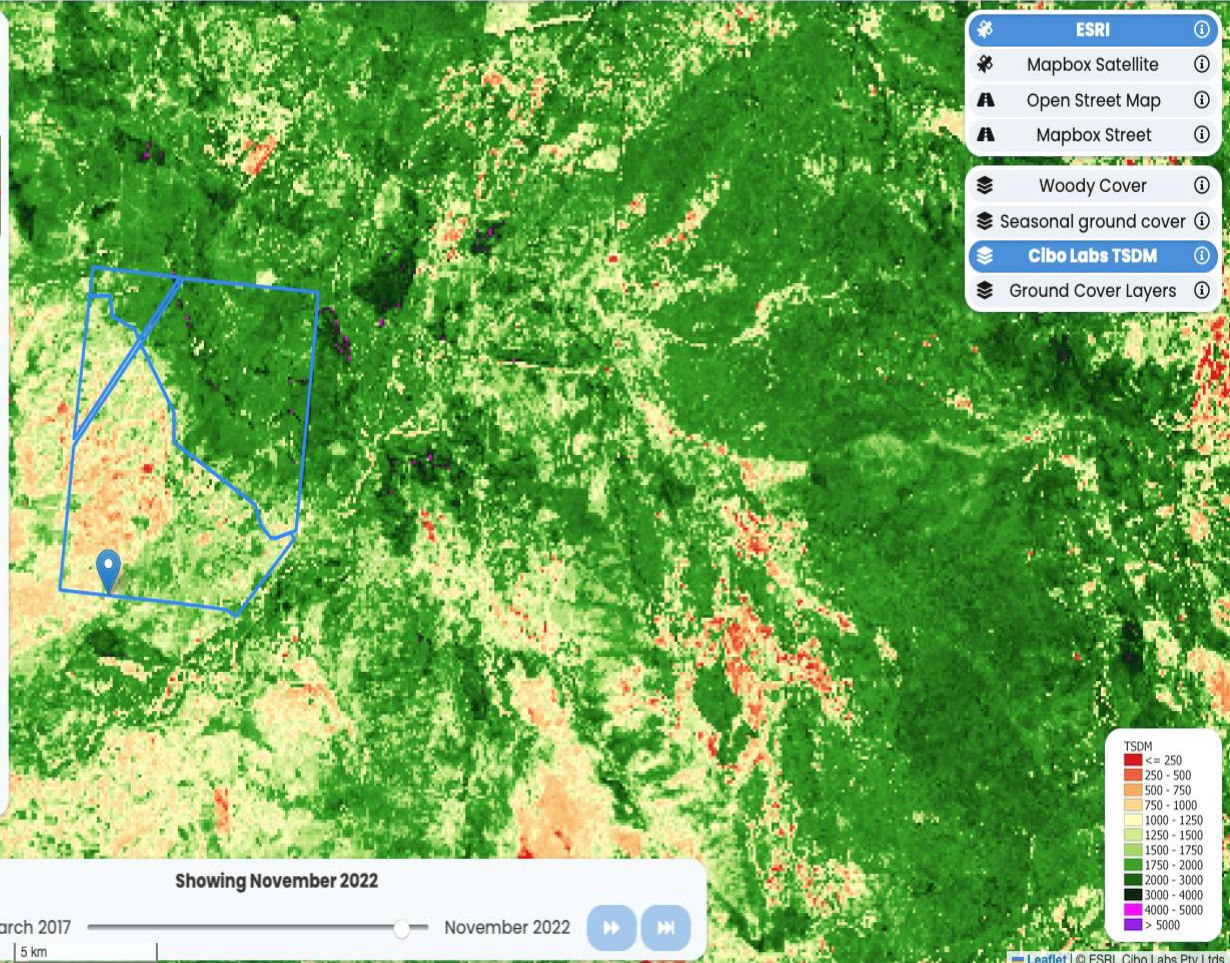 ESRI
Mapbox Satellite
Open Street Map
Mapbox Street
Woody Cover
Seasonal ground cover
Cibo Labs TSDM
Ground Cover Layers
TSDM
<= 250
250 - 500
500 - 750
750 - 1000
1000 - 1250
1250 - 1500
1500 - 1750
1750 - 2000
2000 - 3000
3000 - 4000
4000 - 5000
> 5000
Showing November 2022
arch 2017
November 2022
5 km
Leaflet | © ESRI, Cibo Labs Pty Ltds